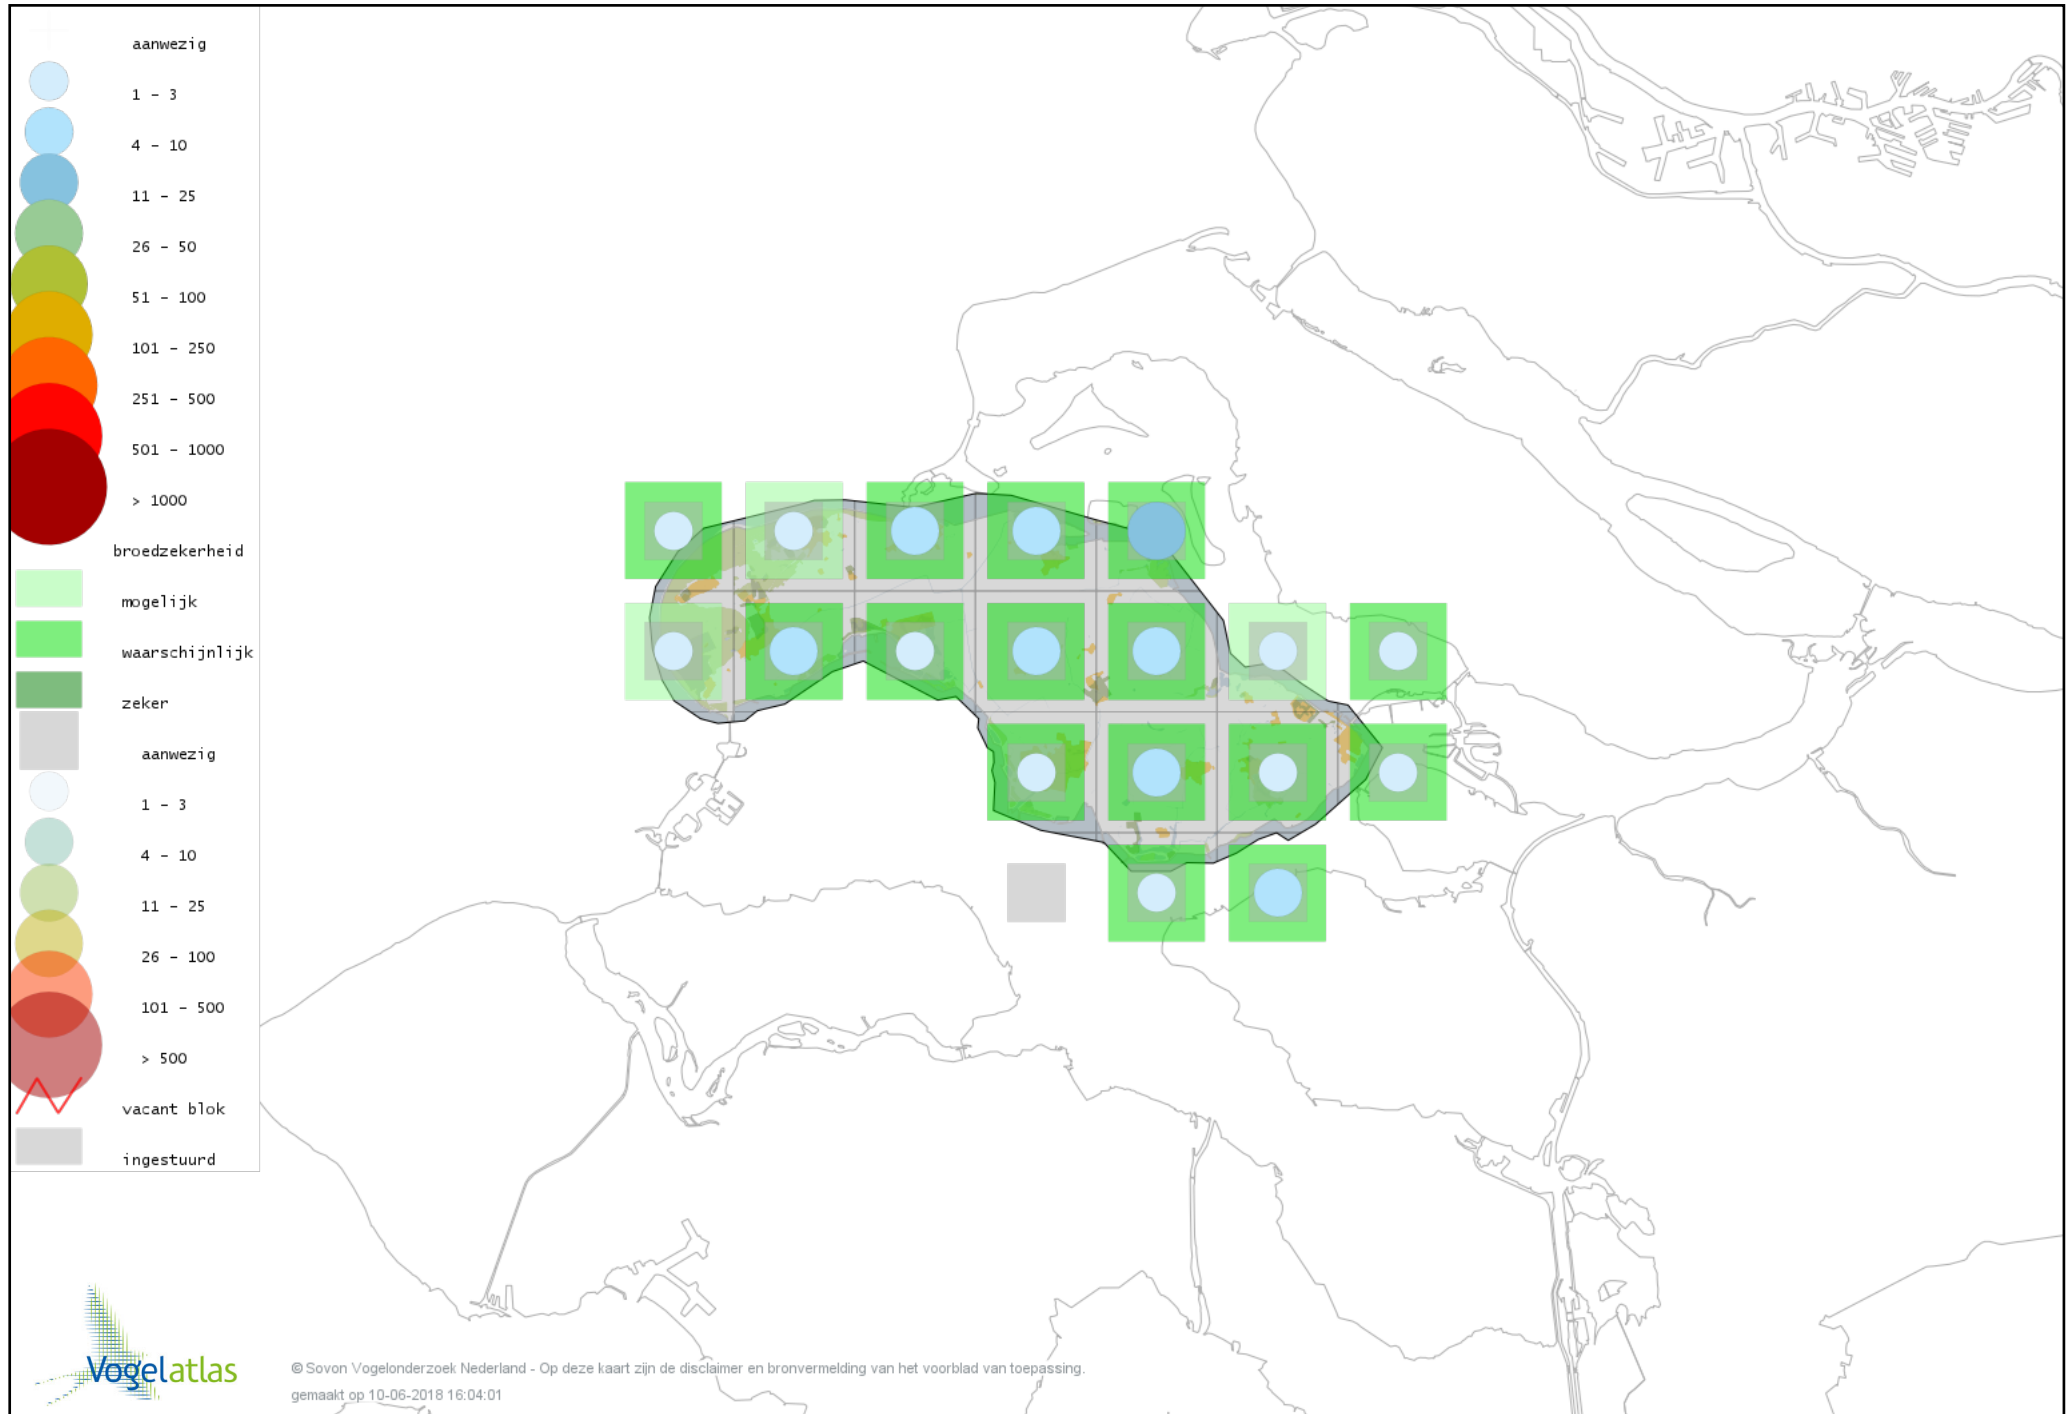 aanwezig
1 - 3
4 - 10
11 - 25
26 - 50
51 - 100
101 - 250
251 - 500
501 - 1000
> 1000
broedzekerheid
mogelijk
waarschijnlijk
zeker
aanwezig
1 - 3
4 - 10
11 - 25
26 - 100
101 - 500
> 500
vacant blok
ingestuurd
Vogelatlas
© Sovon Vogelonderzoek Nederland - Op deze kaart zijn de disclaimer en bronvermelding van het voorblad van toepassing.
gemaakt op 10-06-2018 16:04:01